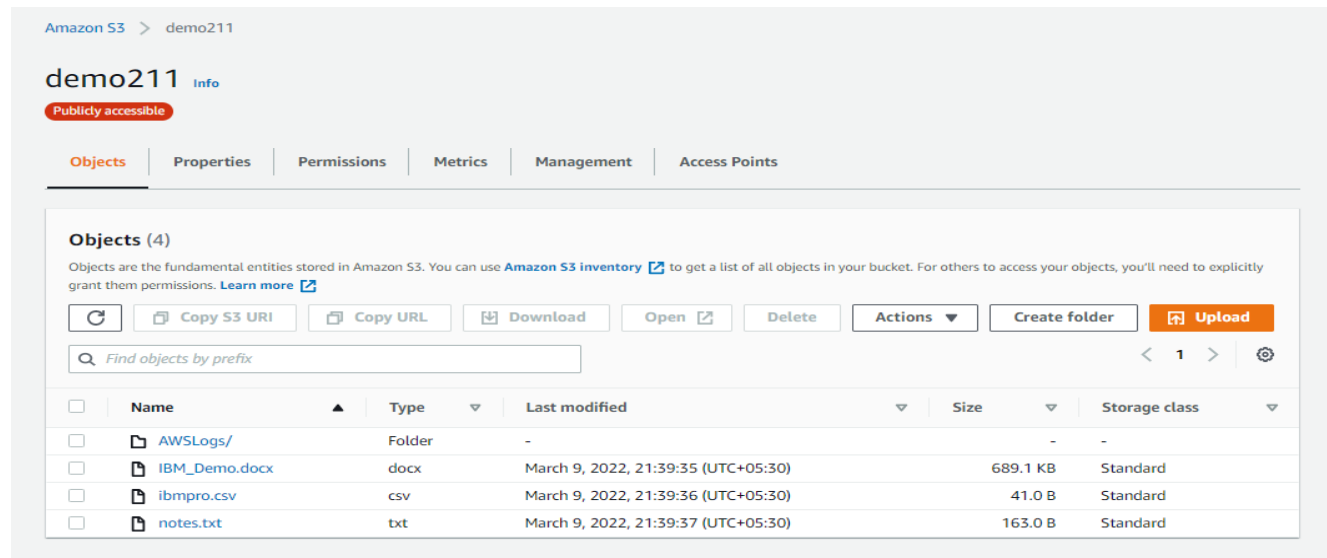 Amazon S3 > demo211
demo211 Info
Publicly accessible
Objects Properties Permissions Metrics Management Access Points
Objects (4)
Objects are the fundamental entities stored in Amazon S3. You can use Amazon S3 inventory to get a list of all objects in your bucket. For others to access your objects, you'll need to explicitly
grant them permissions. Learn more
Copy S3 URI Copy URL Download Open Delete Actions Create folder Upload
Find objects by prefix
< 1 >
Name Type Last modified Size Storage class
AWSLogs/ Folder - - -
IBM_Demo.docx docx March 9, 2022, 21:39:35 (UTC+05:30) 689.1 KB Standard
ibmpro.csv csv March 9, 2022, 21:39:36 (UTC+05:30) 41.0 B Standard
notes.txt txt March 9, 2022, 21:39:37 (UTC+05:30) 163.0 B Standard